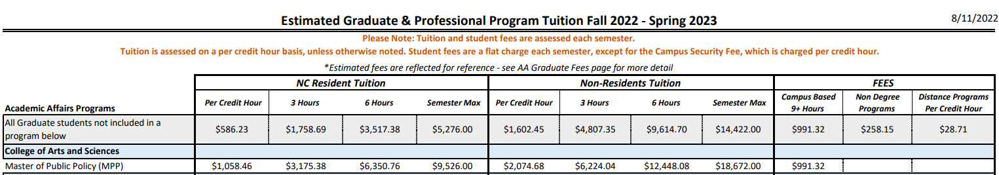 Estimated Graduate & Professional Program Tuition Fall 2022 - Spring 2023
8/11/2022
Please Note: Tuition and student fees are assessed each semester.
Tuition is assessed on a per credit hour basis, unless otherwise noted. Student fees are a flat charge each semester, except for the Campus Security Fee, which is charged per credit hour.
*Estimated fees are reflected for reference - see AA Graduate Fees page for more detail
NC Resident Tuition Non-Residents Tuition FEES
Academic Affairs Programs Per Credit Hour 3 Hours 6 Hours Semester Max Per Credit Hour 3 Hours 6 Hours Semester Max Campus Based 9+ Hours Non Degree Programs Distance Programs Per Credit Hour
All Graduate students not included in a
program below $586.23 $1,758.69 $3,517.38 $5,276.00 $1,602.45 $4,807.35 $9,614.70 $14,422.00 $991.32 $258.15 $28.71
College of Arts and Sciences
Master of Public Policy (MPP) $1,058.46 $3,175.38 $6,350.76 $9,526.00 $2,074.68 $6,224.04 $12,448.08 $18,672.00 $991.32